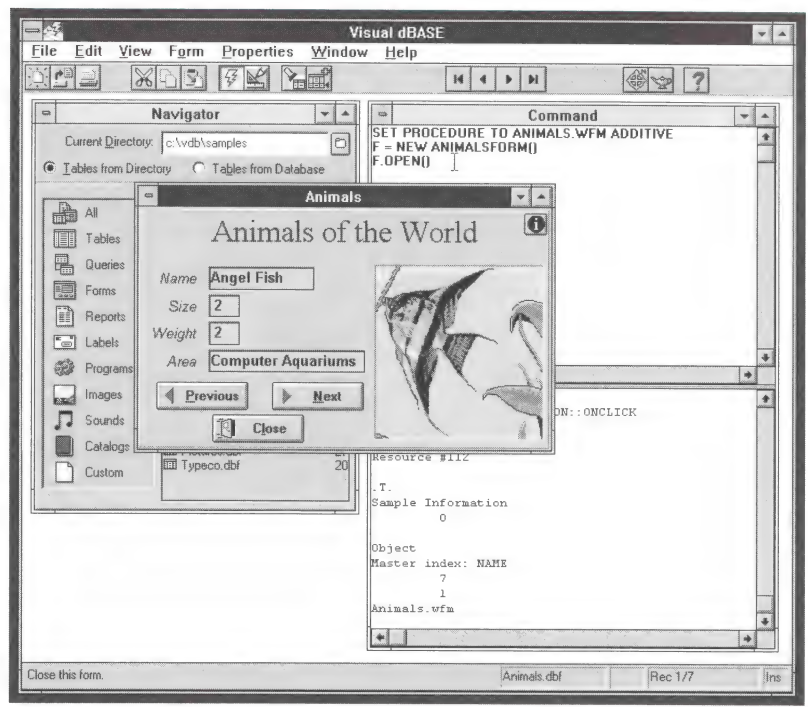 Visual dBASE
File Edit View Form Properties Window Help
Navigator
Current Directory: c:\vdb\samples
Tables from Directory Tables from Database
All
Tables
Queries
Forms
Reports
Labels
Programs
Images
Sounds
Catalogs
Custom
Typeco.dbf 20
Command
SET PROCEDURE TO ANIMALS.WFM ADDITIVE
F = NEW ANIMALSFORM()
F.OPEN()
Animals
Animals of the World
Name Angel Fish
Size 2
Weight 2
Area Computer Aquariums
Previous Next
Close
ON::ONCLICK
Resource #112
.T.
Sample Information
0
Object
Master index: NAME
7
1
Animals.wfm
Close this form. Animals.dbf Rec 1/7 Ins